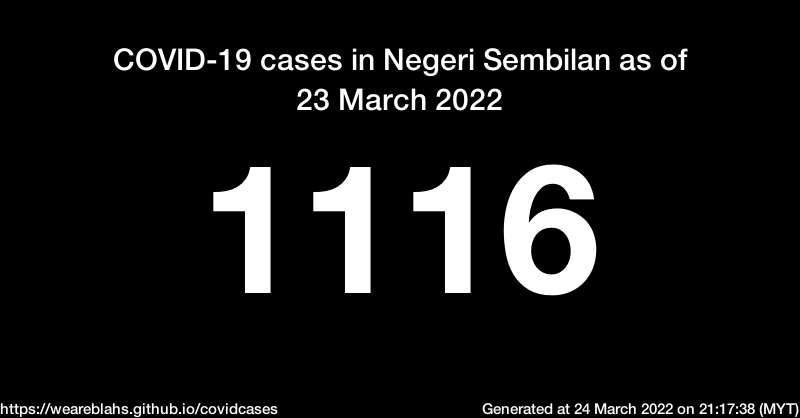 COVID-19 cases in Negeri Sembilan as of
23 March 2022
1116
https://weareblahs.github.io/covidcases
Generated at 24 March 2022 on 21:17:38 (MYT)